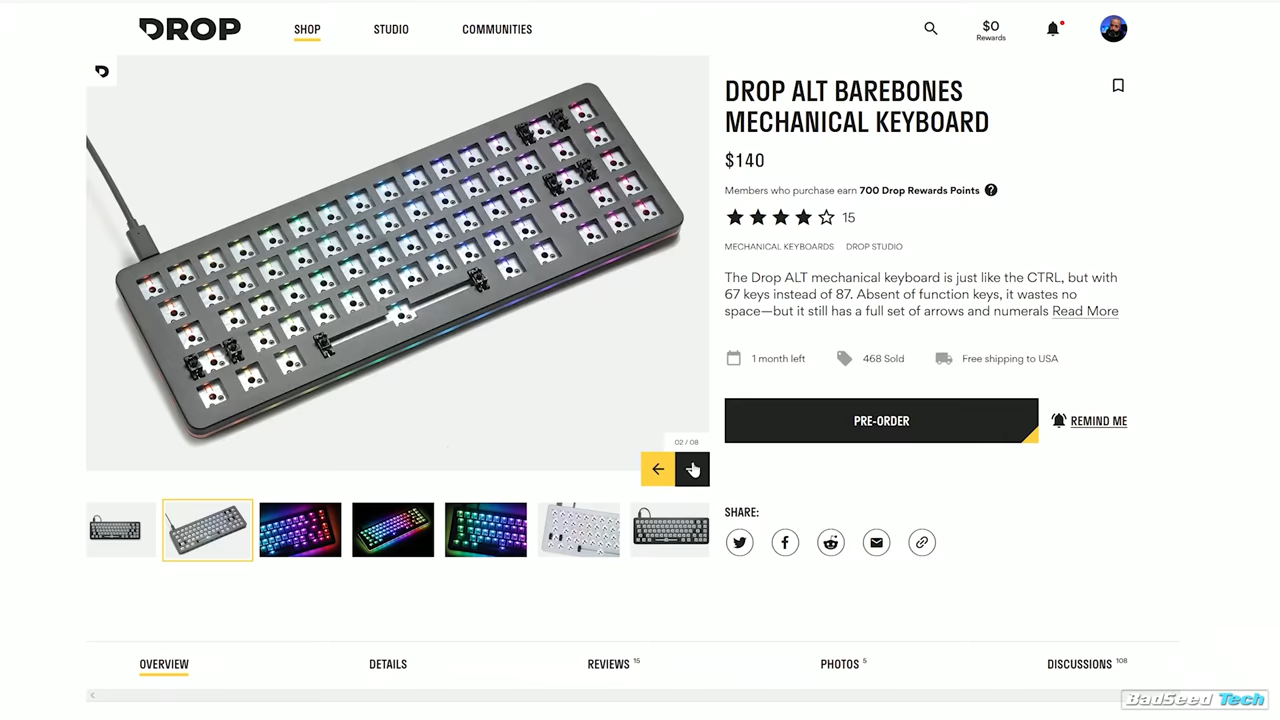 DROP
SHOP
STUDIO
COMMUNITIES
$0
Rewards
DROP ALT BAREBONES
MECHANICAL KEYBOARD
$140
Members who purchase earn 700 Drop Rewards Points ?
15
MECHANICAL KEYBOARDS DROP STUDIO
The Drop ALT mechanical keyboard is just like the CTRL, but with
67 keys instead of 87. Absent of function keys, it wastes no
space—but it still has a full set of arrows and numerals Read More
1 month left
468 Sold
Free shipping to USA
PRE-ORDER
REMIND ME
02 / 08
SHARE:
OVERVIEW
DETAILS
REVIEWS 15
PHOTOS 5
DISCUSSIONS 108
BadSeed Tech